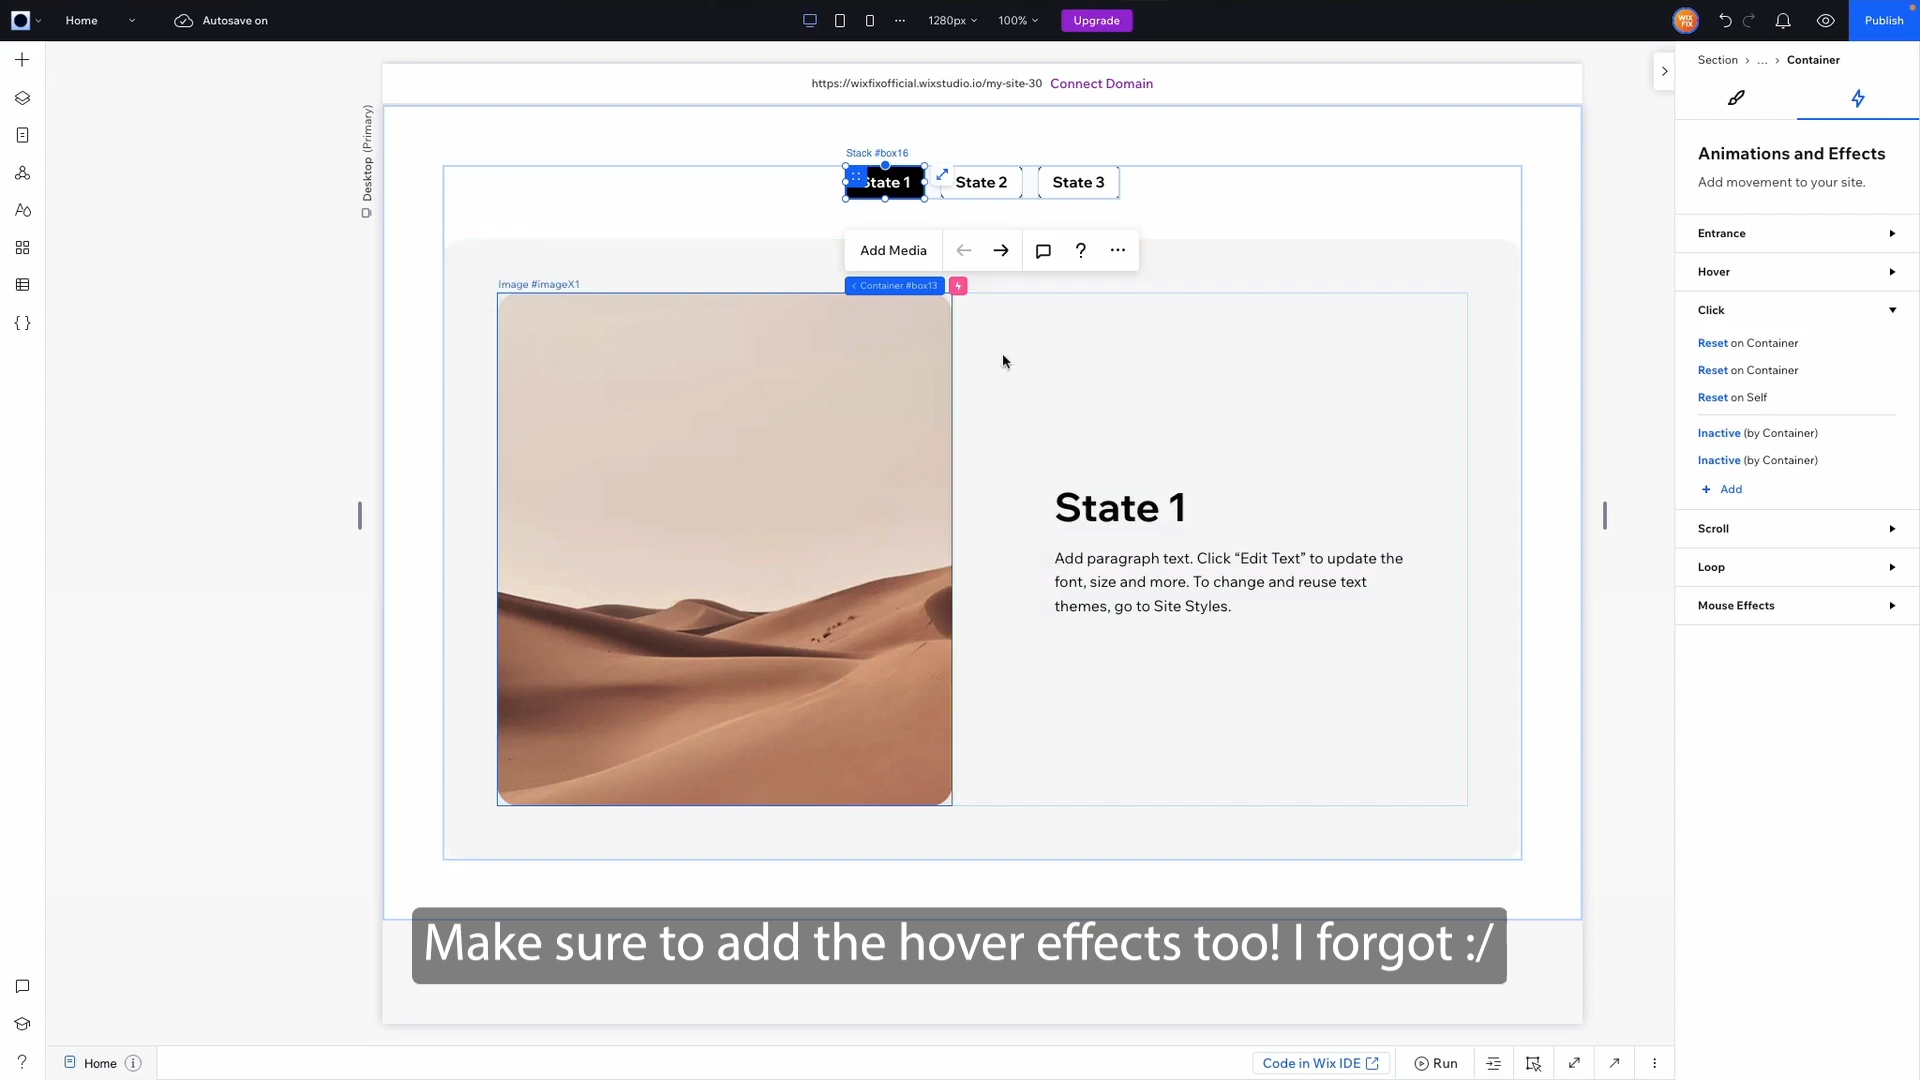 Home
Autosave on
1280px
100%
Upgrade
WIX
FIX
Publish
https://wixfixofficial.wixstudio.io/my-site-30 Connect Domain
Section > ... > Container
Desktop (Primary)
Animations and Effects
Add movement to your site.
Stack #box16
State 1
State 2
State 3
Entrance
Add Media
Hover
Image #imageX1
< Container #box13
Click
Reset on Container
Reset on Container
Reset on Self
Inactive (by Container)
Inactive (by Container)
+ Add
Scroll
Loop
Mouse Effects
State 1
Add paragraph text. Click “Edit Text” to update the
font, size and more. To change and reuse text
themes, go to Site Styles.
Make sure to add the hover effects too! I forgot :/
Home
Code in Wix IDE
Run